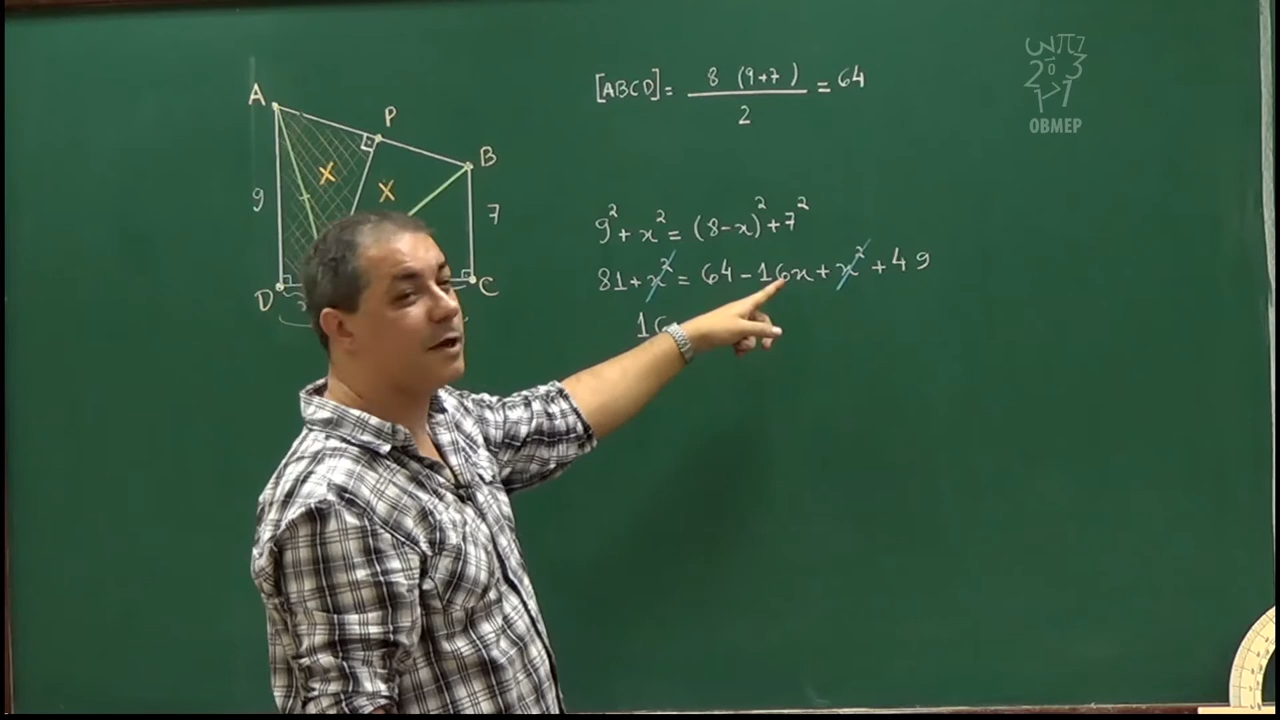 [ABCD] = 8 (9+7) / 2 = 64
A
P
B
X
X
9
7
D
C
9² + x² = (8-x)² + 7²
81 + x² = 64 - 16x + x² + 49
16
OBMEP